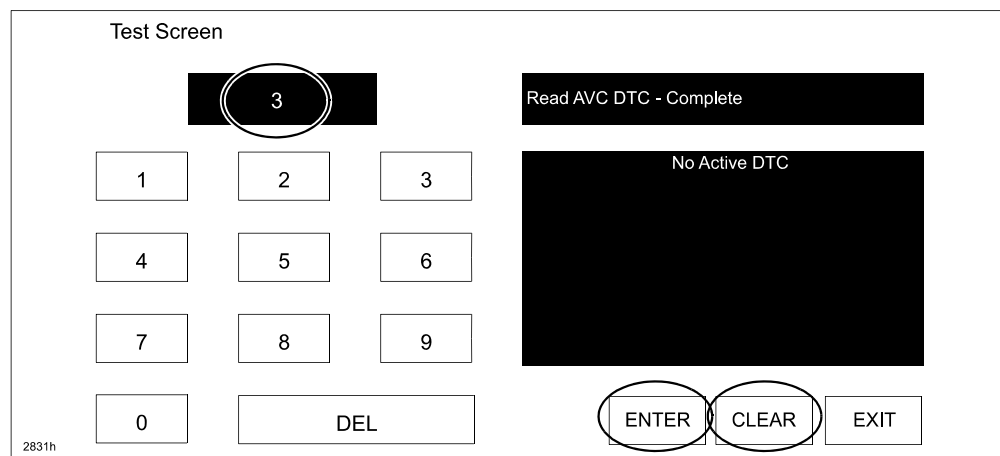 Test Screen
3
Read AVC DTC - Complete
No Active DTC
1 2 3
4 5 6
7 8 9
0 DEL
ENTER CLEAR EXIT
2831h